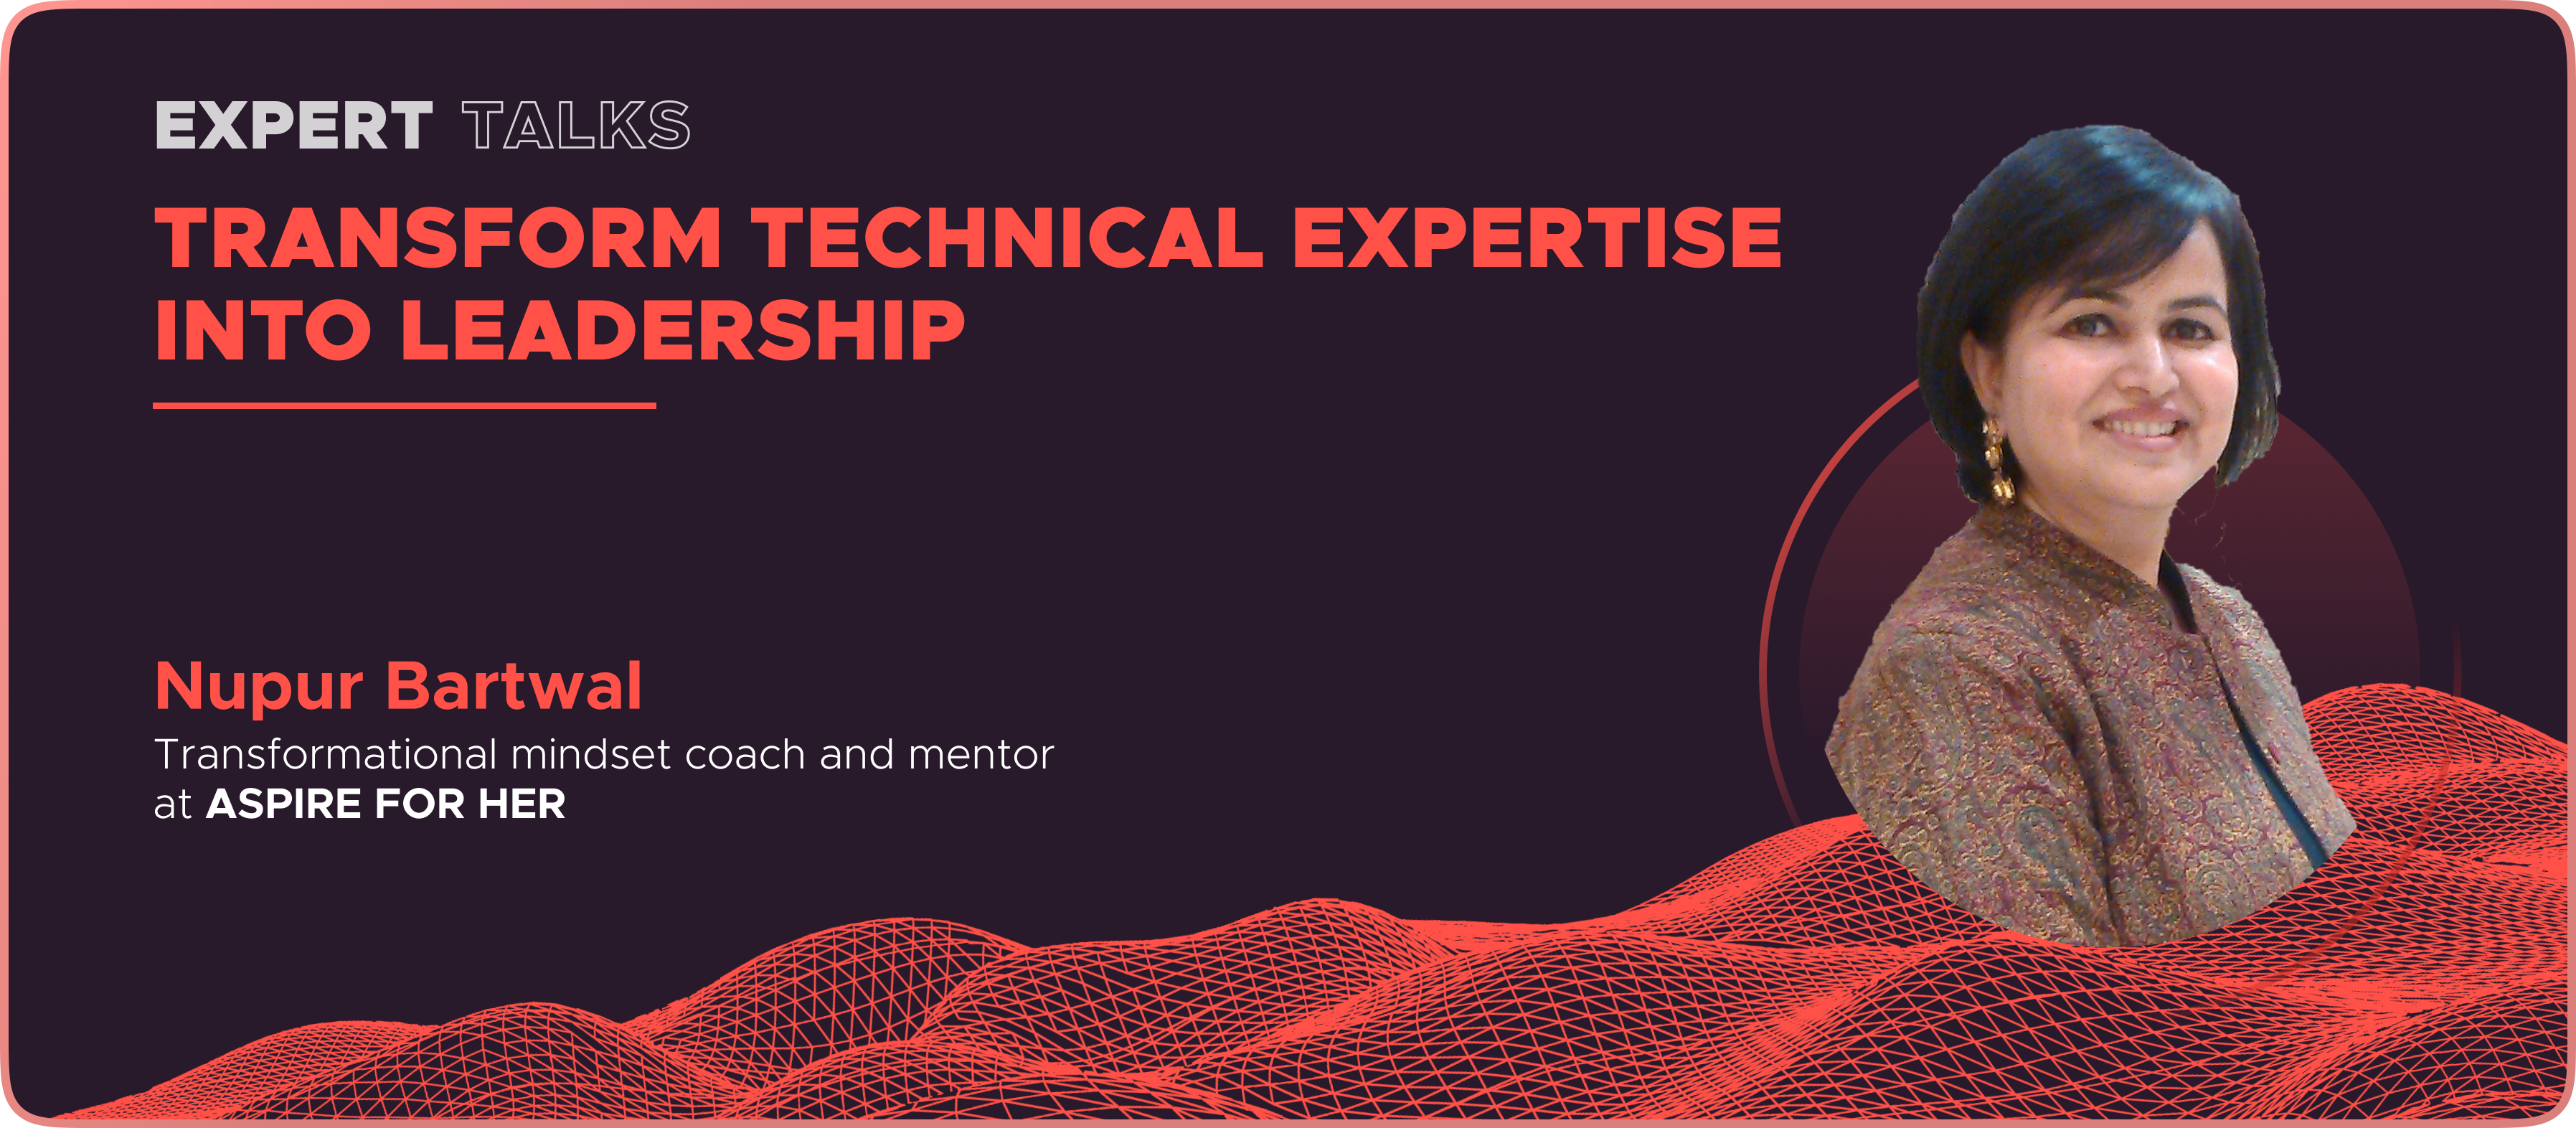 EXPERT TALKS
TRANSFORM TECHNICAL EXPERTISE
INTO LEADERSHIP
Nupur Bartwal
Transformational mindset coach and mentor
at ASPIRE FOR HER